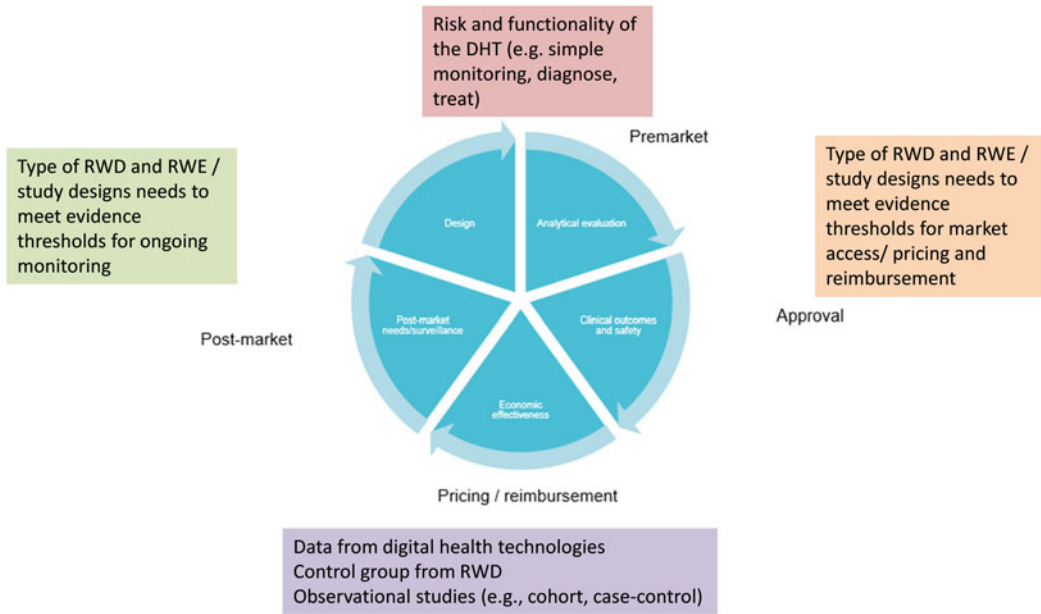 Risk and functionality of
the DHT (e.g. simple
monitoring, diagnose,
treat)
Premarket
Type of RWD and RWE /
study designs needs to
meet evidence
thresholds for ongoing
monitoring
Type of RWD and RWE /
study designs needs to
meet evidence
thresholds for market
access/ pricing and
reimbursement
Design
Analytical evaluation
Post-market
needs/surveillance
Clinical outcomes
and safety
Approval
Post-market
Economic
effectiveness
Pricing / reimbursement
Data from digital health technologies
Control group from RWD
Observational studies (e.g., cohort, case-control)